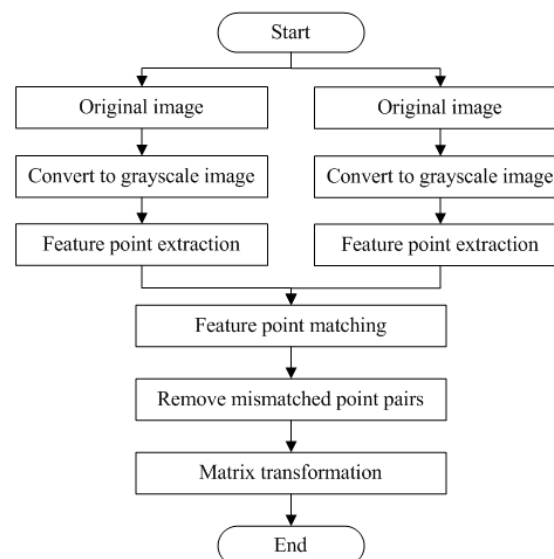 Start
Original image
Original image
Convert to grayscale image
Convert to grayscale image
Feature point extraction
Feature point extraction
Feature point matching
Remove mismatched point pairs
Matrix transformation
End